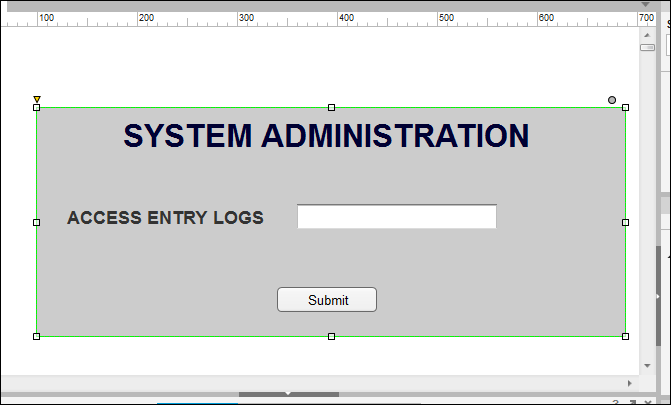 100 200 300 400 500 600 700
SYSTEM ADMINISTRATION
ACCESS ENTRY LOGS
Submit